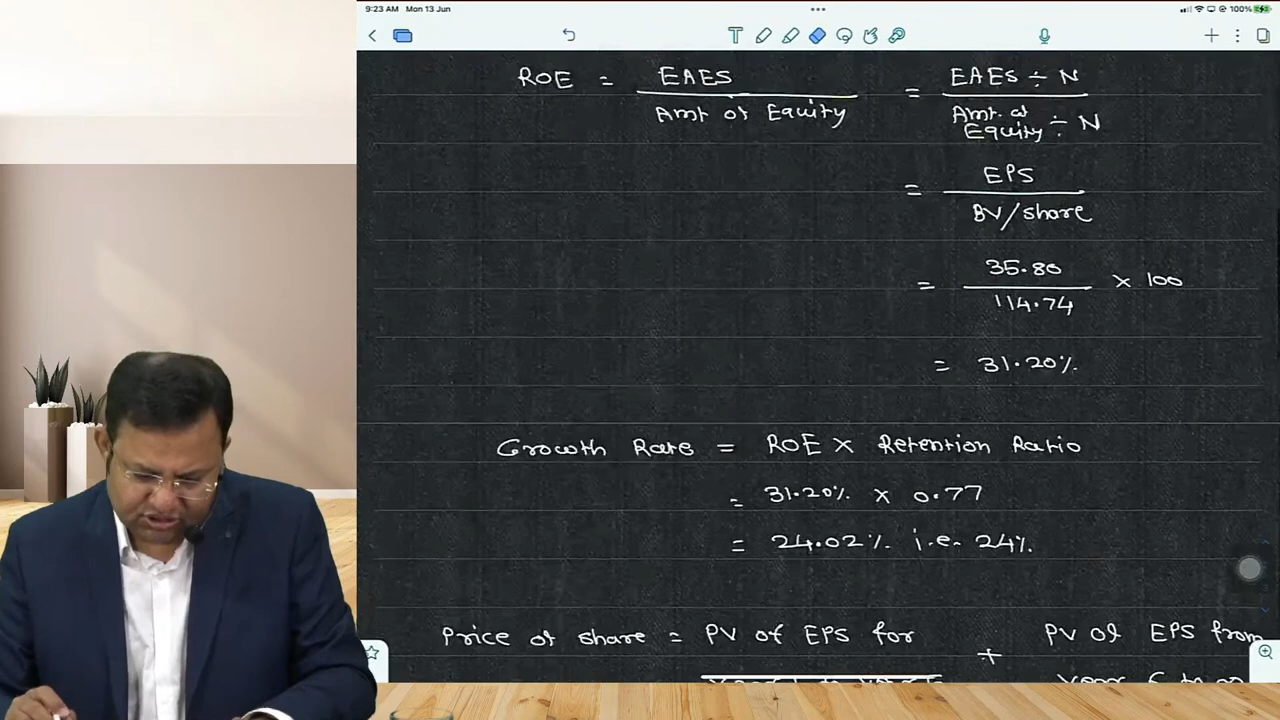 9:23 AM Mon 13 Jun
100%
ROE = EAES / Amt of Equity = EAES ÷ N / Amt. of Equity ÷ N
= EPS / BV/share
= 35.80 / 114.74 × 100
= 31.20%
Growth Rate = ROE × Retention Ratio
= 31.20% × 0.77
= 24.02% i.e. 24%.
Price of share = PV of EPS for + PV of EPS from